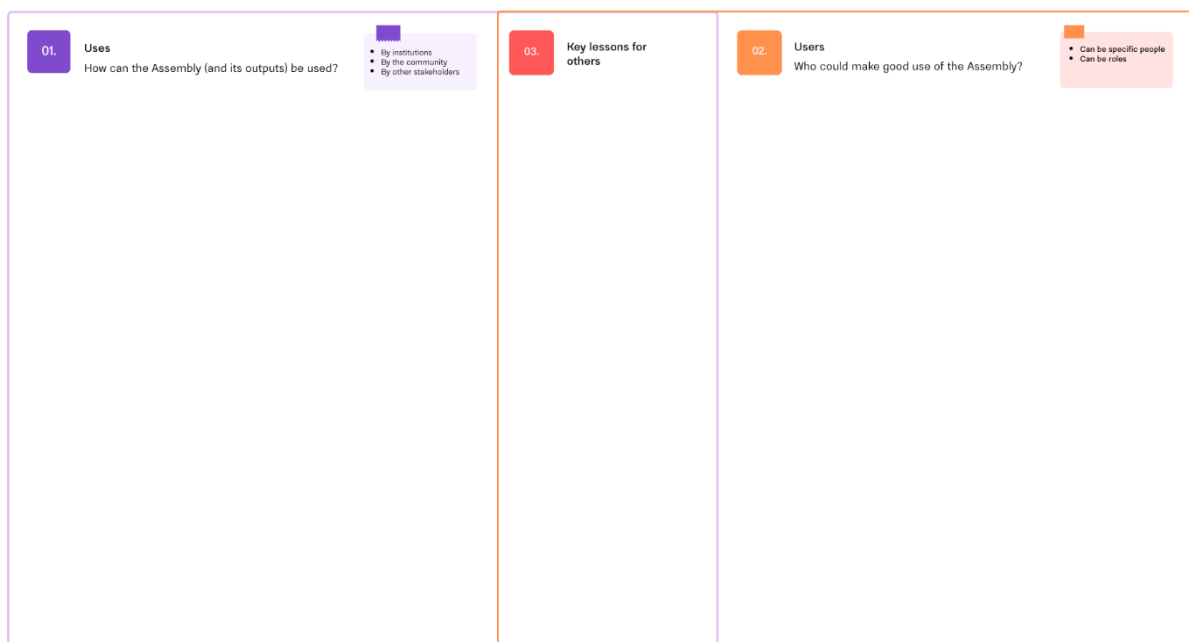 01.
Uses
How can the Assembly (and its outputs) be used?
By institutions
By the community
By other stakeholders
03.
Key lessons for
others
02.
Users
Who could make good use of the Assembly?
Can be specific people
Can be roles